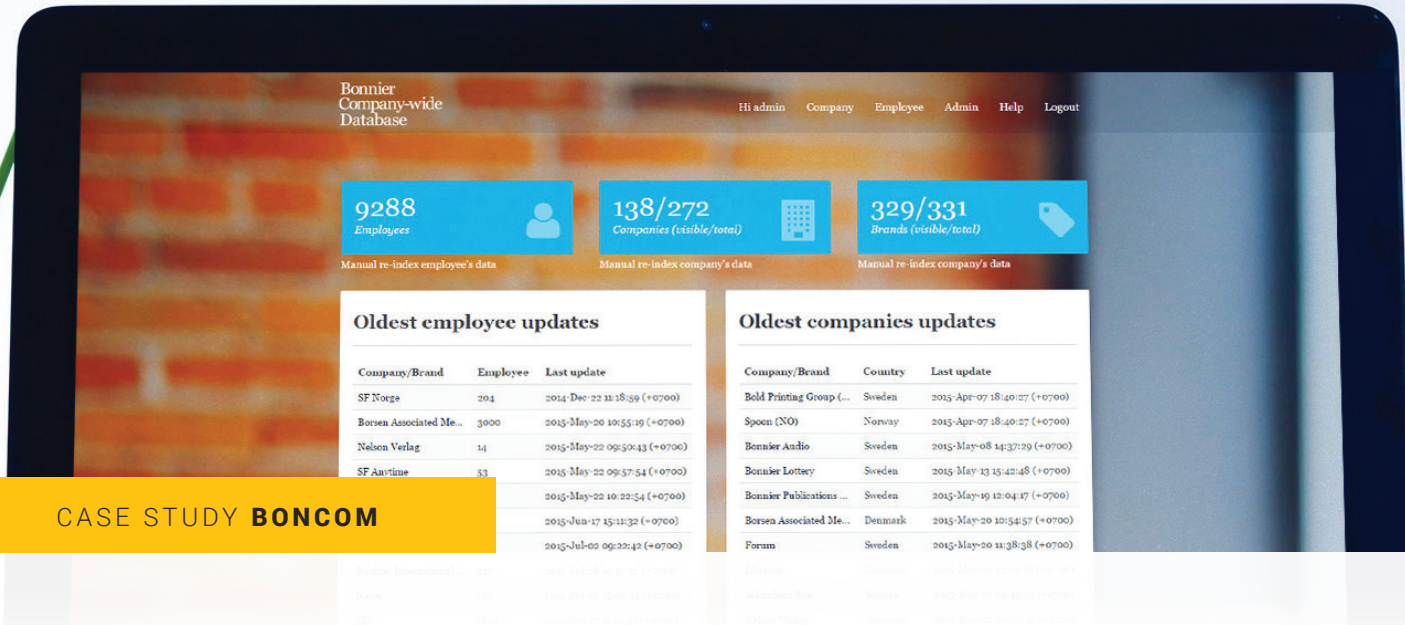 Bonnier
Company-wide
Database
Hi admin Company Employee Admin Help Logout
9288
Employees
138/272
Companies (visible/total)
329/331
Brands (visible/total)
Manual re-index employee's data
Manual re-index company's data
Manual re-index company's data
Oldest employee updates
Company/Brand Employee Last update
SF Norge 204 2014-Dec-22 11:18:59 (+0700)
Borsen Associated Me... 3000 2015-May-20 10:55:19 (+0700)
Nelson Verlag 14 2015-May-22 09:50:43 (+0700)
SF Anytime 53 2015-May-22 09:57:54 (+0700)
2015-May-22 10:22:54 (+0700)
2015-Jun-17 15:11:32 (+0700)
2015-Jul-02 09:22:42 (+0700)
Oldest companies updates
Company/Brand Country Last update
Bold Printing Group (... Sweden 2015-Apr-07 18:40:27 (+0700)
Spoon (NO) Norway 2015-Apr-07 18:40:27 (+0700)
Bonnier Audio Sweden 2015-May-08 14:37:29 (+0700)
Bonnier Lottery Sweden 2015-May-13 15:42:48 (+0700)
Bonnier Publications ... Sweden 2015-May-19 12:04:17 (+0700)
Borsen Associated Me... Denmark 2015-May-20 10:54:57 (+0700)
Forum Sweden 2015-May-20 11:38:38 (+0700)
CASE STUDY BONCOM